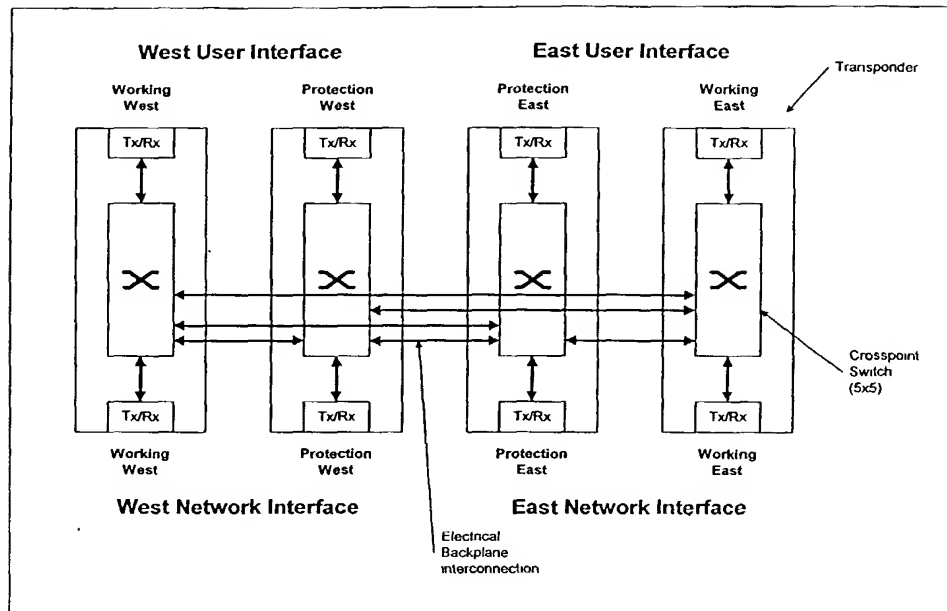 West User Interface
East User Interface
Transponder
Working
West
Protection
West
Protection
East
Working
East
Tx/Rx
Tx/Rx
Tx/Rx
Tx/Rx
Crosspoint
Switch
(5x5)
Tx/Rx
Tx/Rx
Tx/Rx
Tx/Rx
Working
West
Protection
West
Protection
East
Working
East
West Network Interface
East Network Interface
Electrical
Backplane
interconnection